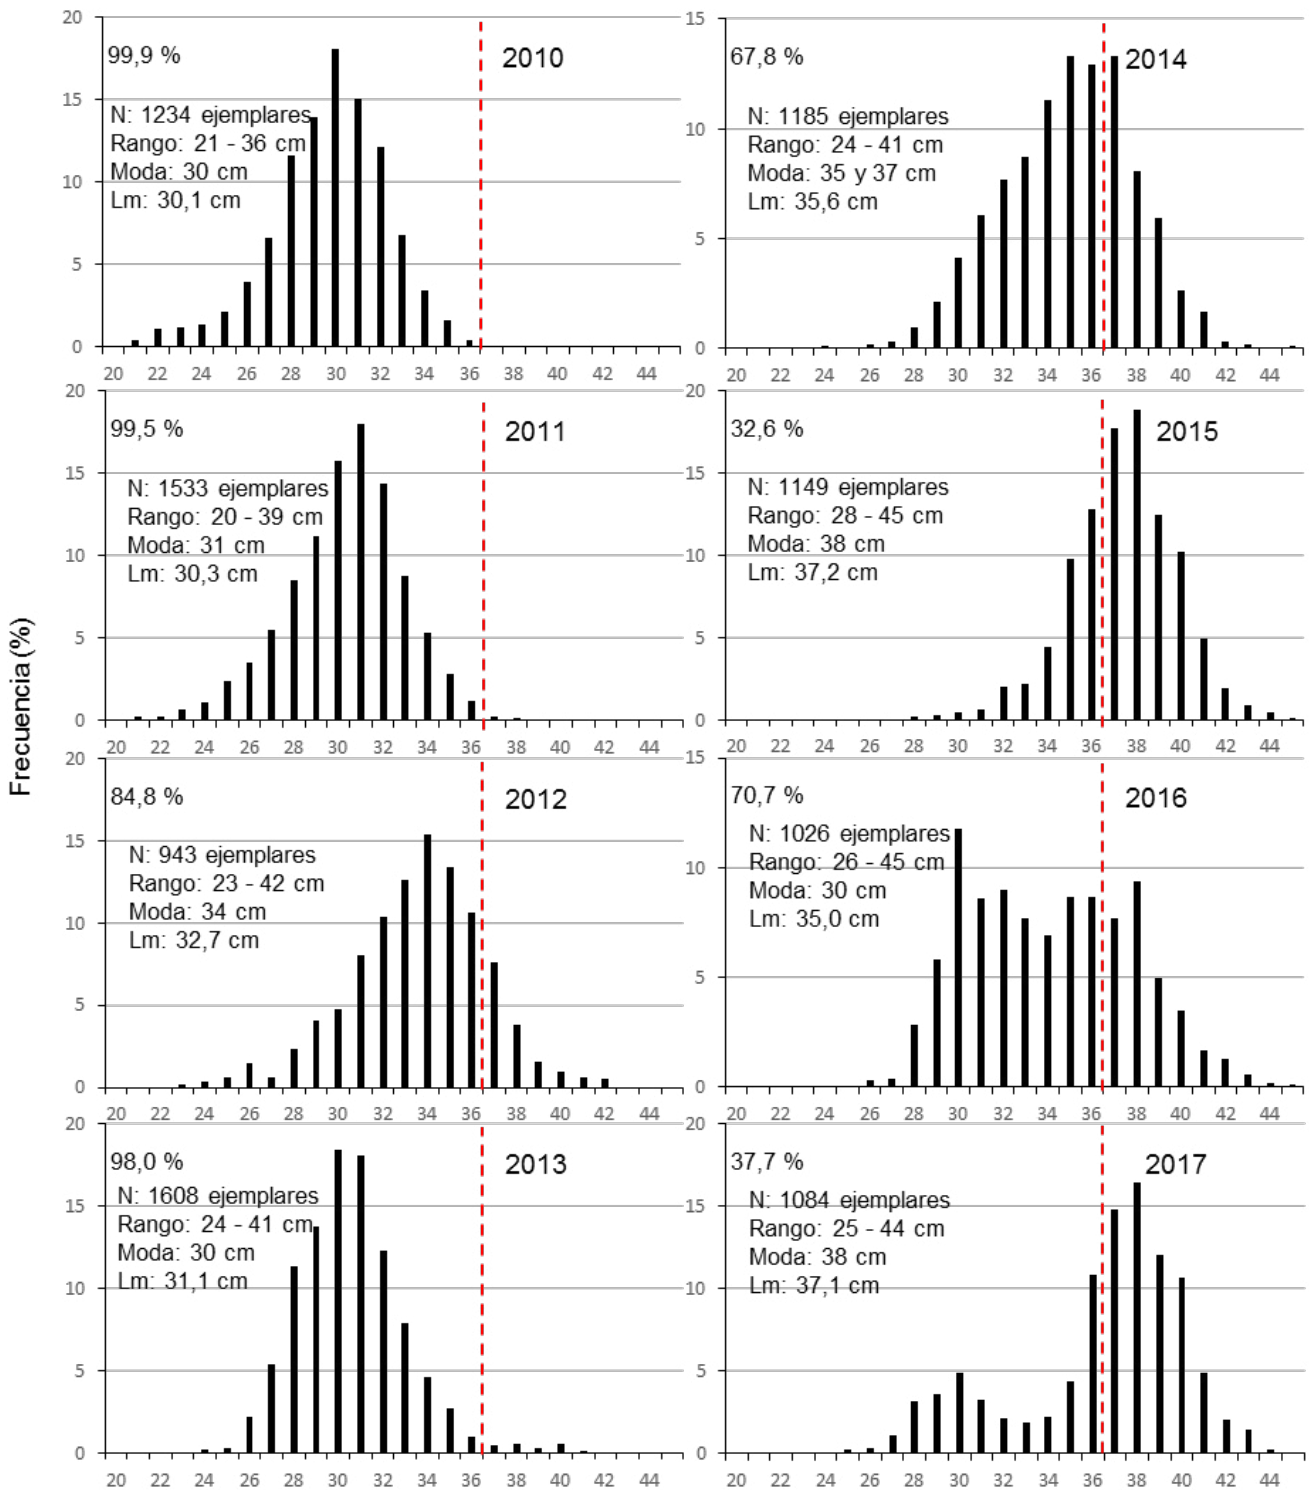 Frecuencia (%)
20
15
10
5
0
99,9 %
2010
N: 1234 ejemplares
Rango: 21 - 36 cm
Moda: 30 cm
Lm: 30,1 cm
20 22 24 26 28 30 32 34 36 38 40 42 44
15
10
5
0
67,8 %
2014
N: 1185 ejemplares
Rango: 24 - 41 cm
Moda: 35 y 37 cm
Lm: 35,6 cm
20 22 24 26 28 30 32 34 36 38 40 42 44
20
15
10
5
0
99,5 %
2011
N: 1533 ejemplares
Rango: 20 - 39 cm
Moda: 31 cm
Lm: 30,3 cm
20 22 24 26 28 30 32 34 36 38 40 42 44
20
15
10
5
0
32,6 %
2015
N: 1149 ejemplares
Rango: 28 - 45 cm
Moda: 38 cm
Lm: 37,2 cm
20 22 24 26 28 30 32 34 36 38 40 42 44
20
15
10
5
0
84,8 %
2012
N: 943 ejemplares
Rango: 23 - 42 cm
Moda: 34 cm
Lm: 32,7 cm
20 22 24 26 28 30 32 34 36 38 40 42 44
15
10
5
0
70,7 %
2016
N: 1026 ejemplares
Rango: 26 - 45 cm
Moda: 30 cm
Lm: 35,0 cm
20 22 24 26 28 30 32 34 36 38 40 42 44
20
15
10
5
0
98,0 %
2013
N: 1608 ejemplares
Rango: 24 - 41 cm
Moda: 30 cm
Lm: 31,1 cm
20 22 24 26 28 30 32 34 36 38 40 42 44
20
15
10
5
0
37,7 %
2017
N: 1084 ejemplares
Rango: 25 - 44 cm
Moda: 38 cm
Lm: 37,1 cm
20 22 24 26 28 30 32 34 36 38 40 42 44